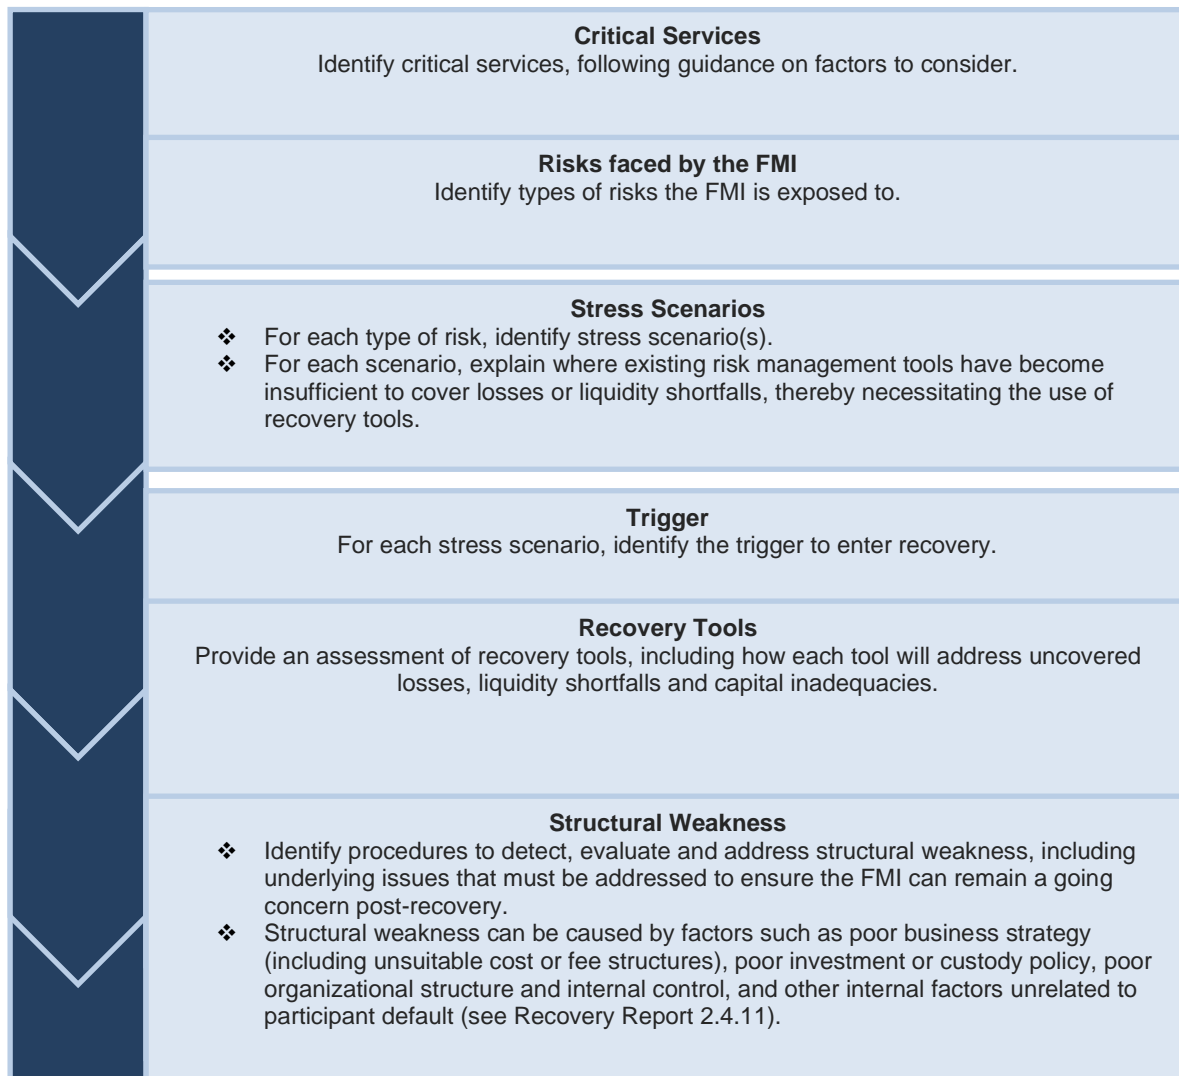 Critical Services
Identify critical services, following guidance on factors to consider.
Risks faced by the FMI
Identify types of risks the FMI is exposed to.
Stress Scenarios
❖ For each type of risk, identify stress scenario(s).
❖ For each scenario, explain where existing risk management tools have become
insufficient to cover losses or liquidity shortfalls, thereby necessitating the use of
recovery tools.
Trigger
For each stress scenario, identify the trigger to enter recovery.
Recovery Tools
Provide an assessment of recovery tools, including how each tool will address uncovered
losses, liquidity shortfalls and capital inadequacies.
Structural Weakness
❖ Identify procedures to detect, evaluate and address structural weakness, including
underlying issues that must be addressed to ensure the FMI can remain a going
concern post-recovery.
❖ Structural weakness can be caused by factors such as poor business strategy
(including unsuitable cost or fee structures), poor investment or custody policy, poor
organizational structure and internal control, and other internal factors unrelated to
participant default (see Recovery Report 2.4.11).